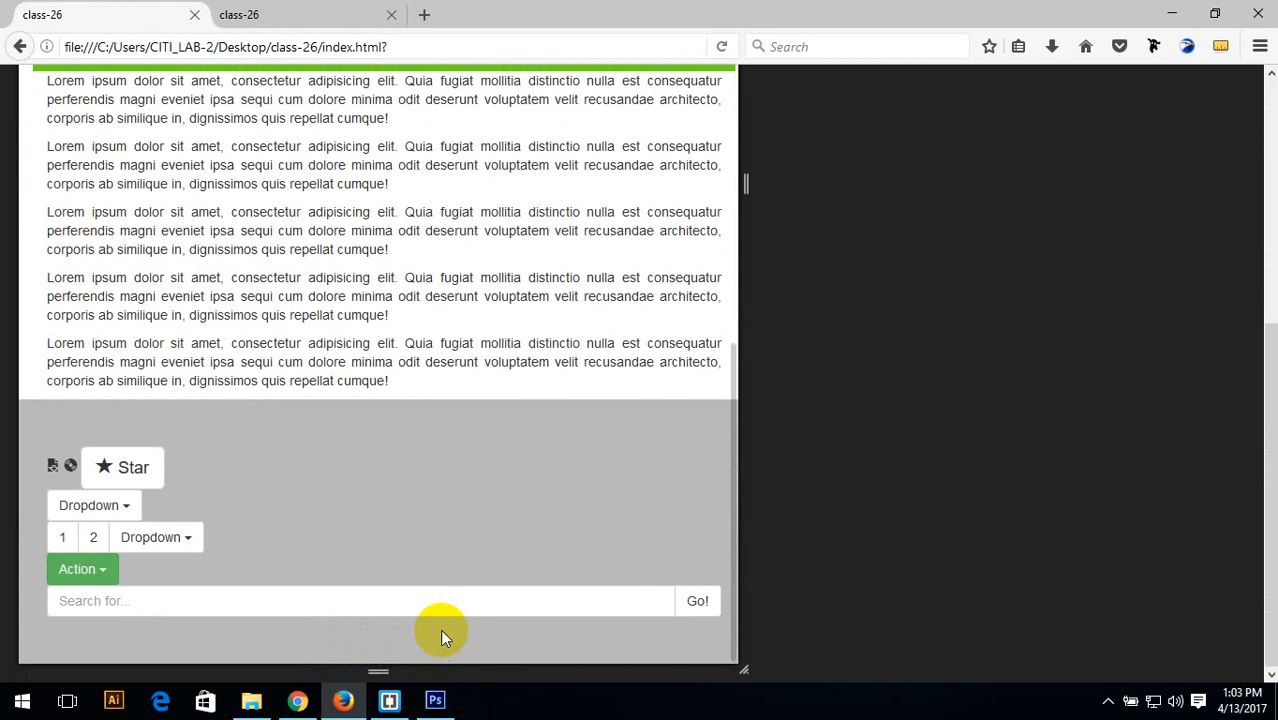 class-26
class-26
file:///C:/Users/CITI_LAB-2/Desktop/class-26/index.html?
Search
Lorem ipsum dolor sit amet, consectetur adipisicing elit. Quia fugiat mollitia distinctio nulla est consequatur
perferendis magni eveniet ipsa sequi cum dolore minima odit deserunt voluptatem velit recusandae architecto,
corporis ab similique in, dignissimos quis repellat cumque!
Lorem ipsum dolor sit amet, consectetur adipisicing elit. Quia fugiat mollitia distinctio nulla est consequatur
perferendis magni eveniet ipsa sequi cum dolore minima odit deserunt voluptatem velit recusandae architecto,
corporis ab similique in, dignissimos quis repellat cumque!
Lorem ipsum dolor sit amet, consectetur adipisicing elit. Quia fugiat mollitia distinctio nulla est consequatur
perferendis magni eveniet ipsa sequi cum dolore minima odit deserunt voluptatem velit recusandae architecto,
corporis ab similique in, dignissimos quis repellat cumque!
Lorem ipsum dolor sit amet, consectetur adipisicing elit. Quia fugiat mollitia distinctio nulla est consequatur
perferendis magni eveniet ipsa sequi cum dolore minima odit deserunt voluptatem velit recusandae architecto,
corporis ab similique in, dignissimos quis repellat cumque!
Lorem ipsum dolor sit amet, consectetur adipisicing elit. Quia fugiat mollitia distinctio nulla est consequatur
perferendis magni eveniet ipsa sequi cum dolore minima odit deserunt voluptatem velit recusandae architecto,
corporis ab similique in, dignissimos quis repellat cumque!
Star
Dropdown
1 2 Dropdown
Action
Search for... Go!
Ai
Ps
1:03 PM
4/13/2017